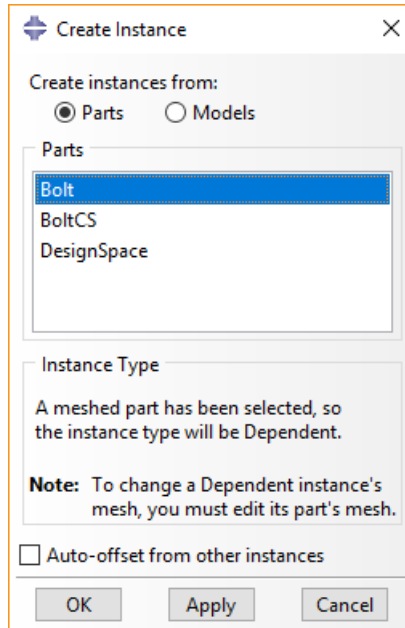 Create Instance
Create instances from:
Parts Models
Parts
Bolt
BoltCS
DesignSpace
Instance Type
A meshed part has been selected, so
the instance type will be Dependent.
Note: To change a Dependent instance's
mesh, you must edit its part's mesh.
Auto-offset from other instances
OK Apply Cancel